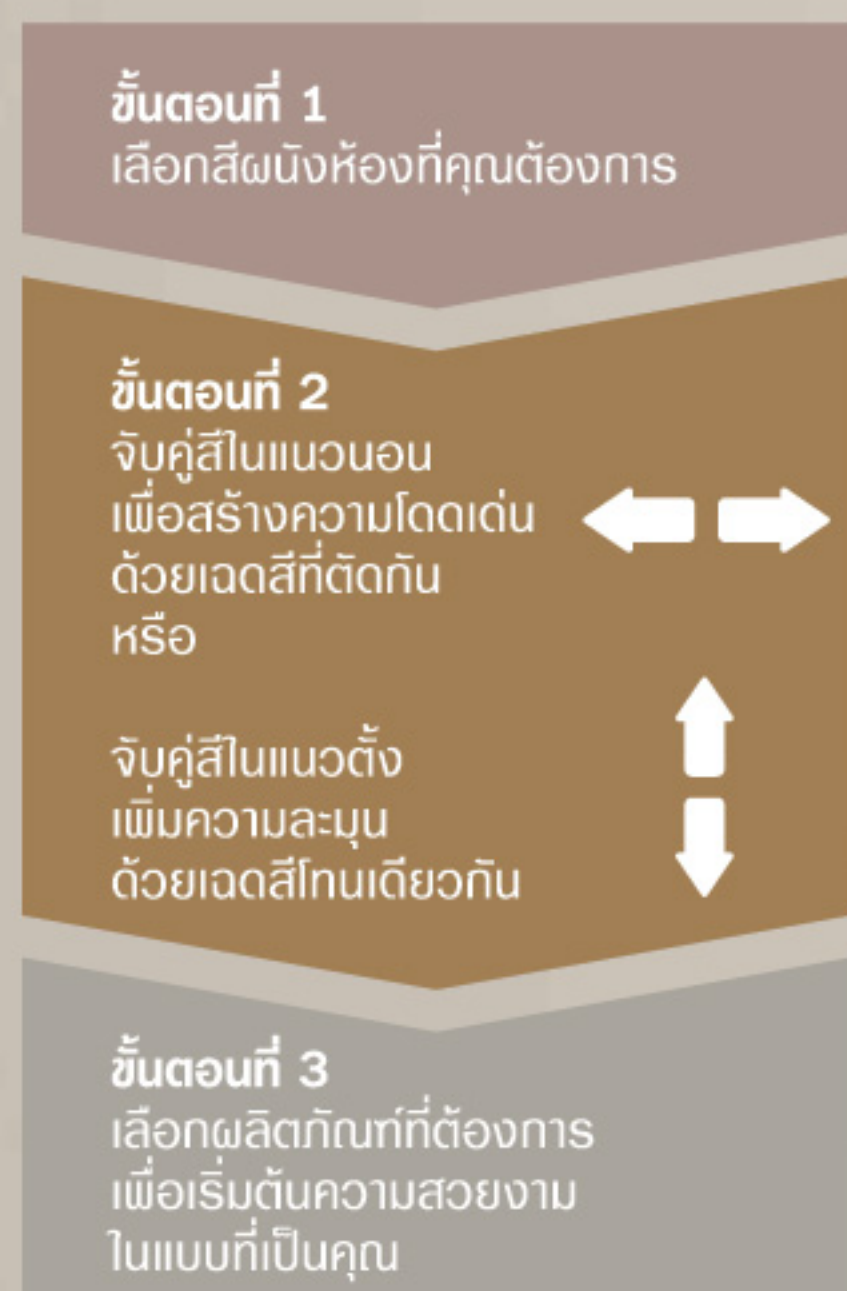 ขั้นตอนที่ 1
เลือกสีผนังห้องที่คุณต้องการ
ขั้นตอนที่ 2
จับคู่สีในแนวนอน
เพื่อสร้างความโดดเด่น
ด้วยเฉดสีที่ตัดกัน
หรือ
จับคู่สีในแนวตั้ง
เพิ่มความละมุน
ด้วยเฉดสีโทนเดียวกัน
ขั้นตอนที่ 3
เลือกผลิตภัณฑ์ที่ต้องการ
เพื่อเริ่มต้นความสวยงาม
ในแบบที่เป็นคุณ